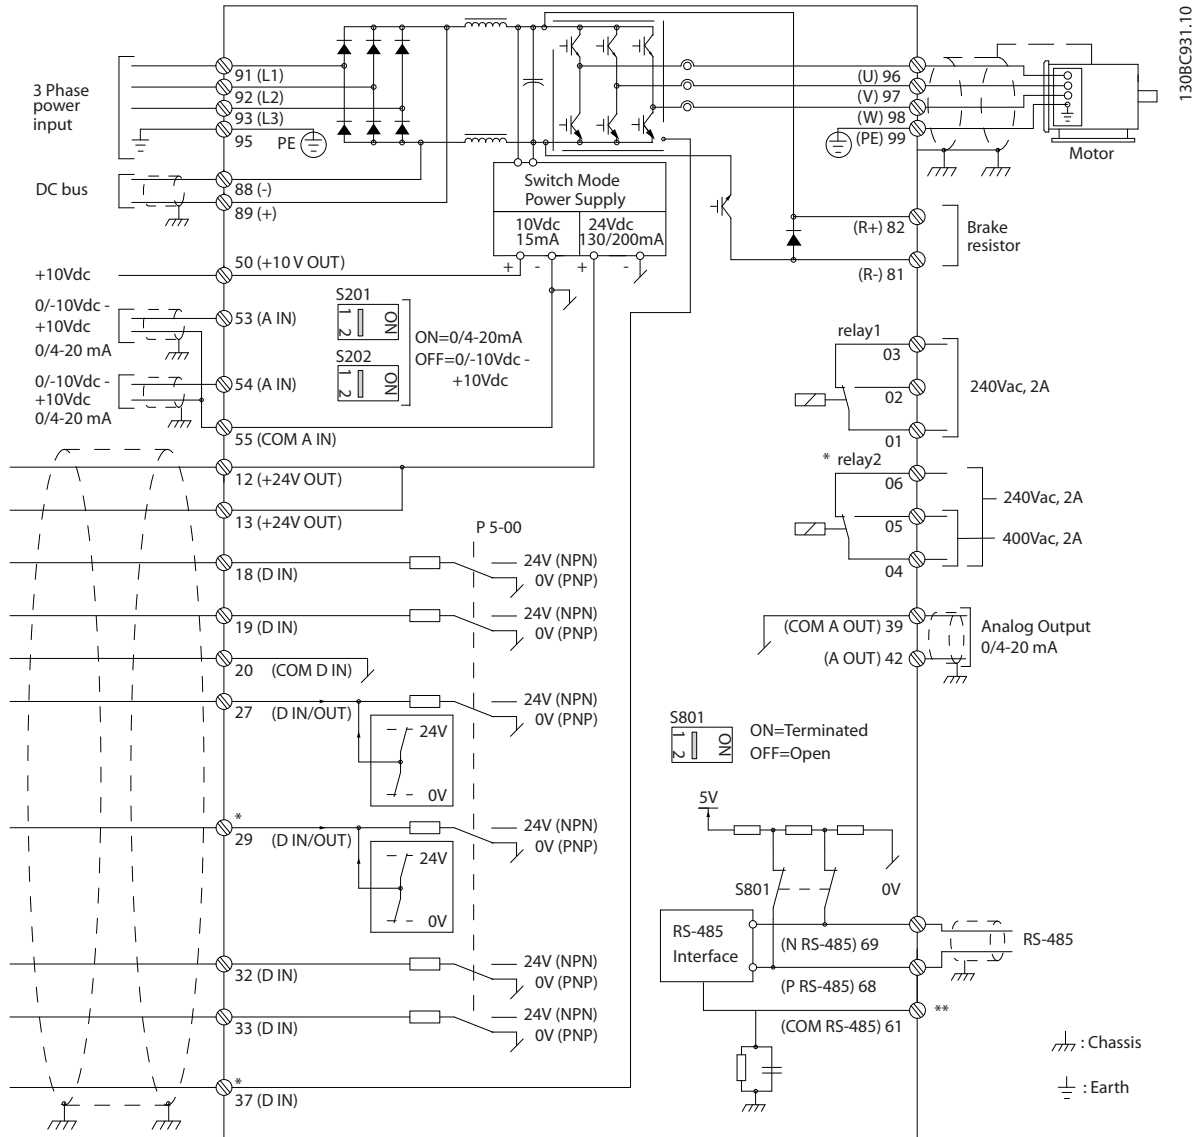 130BC931.10
3 Phase
power
input
91 (L1)
92 (L2)
93 (L3)
95
PE
DC bus
88 (-)
89 (+)
+10Vdc
50 (+10 V OUT)
0/-10Vdc -
+10Vdc
0/4-20 mA
53 (A IN)
0/-10Vdc -
+10Vdc
0/4-20 mA
54 (A IN)
55 (COM A IN)
12 (+24V OUT)
13 (+24V OUT)
18 (D IN)
19 (D IN)
20 (COM D IN)
27 (D IN/OUT)
24V
0V
*
29 (D IN/OUT)
24V
0V
32 (D IN)
33 (D IN)
*
37 (D IN)
S201
1 2 ON
S202
1 2 ON
ON=0/4-20mA
OFF=0/-10Vdc -
+10Vdc
Switch Mode
Power Supply
10Vdc
15mA
24Vdc
130/200mA
+ - + -
P 5-00
24V (NPN)
0V (PNP)
24V (NPN)
0V (PNP)
24V (NPN)
0V (PNP)
24V (NPN)
0V (PNP)
24V (NPN)
0V (PNP)
24V (NPN)
0V (PNP)
(U) 96
(V) 97
(W) 98
(PE) 99
Motor
(R+) 82
(R-) 81
Brake
resistor
relay1
03
02
01
240Vac, 2A
* relay2
06
05
04
240Vac, 2A
400Vac, 2A
(COM A OUT) 39
(A OUT) 42
Analog Output
0/4-20 mA
S801
1 2 ON
ON=Terminated
OFF=Open
5V
S801
0V
RS-485
Interface
(N RS-485) 69
(P RS-485) 68
(COM RS-485) 61
RS-485
**
: Chassis
: Earth